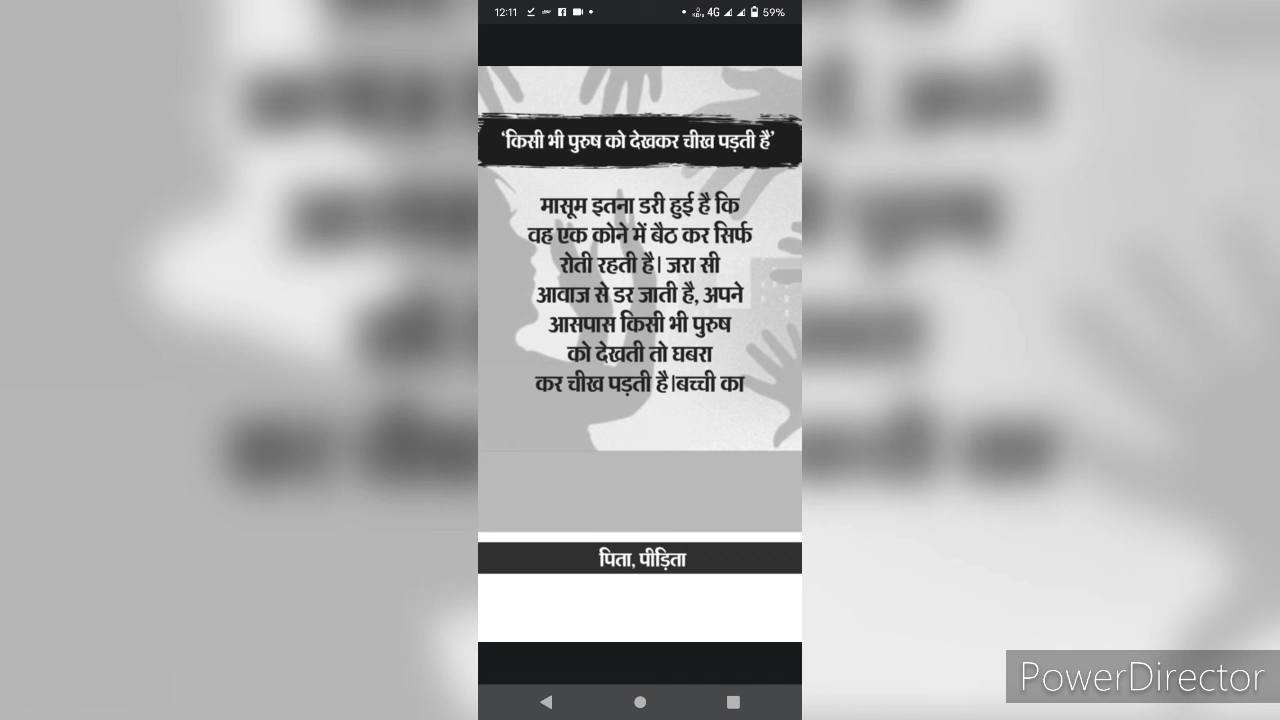 12:11
4G 59%
‘किसी भी पुरुष को देखकर चीख पड़ती है’
मासूम इतना डरी हुई है कि
वह एक कोने में बैठ कर सिर्फ
रोती रहती है। जरा सी
आवाज से डर जाती है, अपने
आसपास किसी भी पुरुष
को देखती तो घबरा
कर चीख पड़ती है।बच्ची का
पिता, पीड़िता
PowerDirector